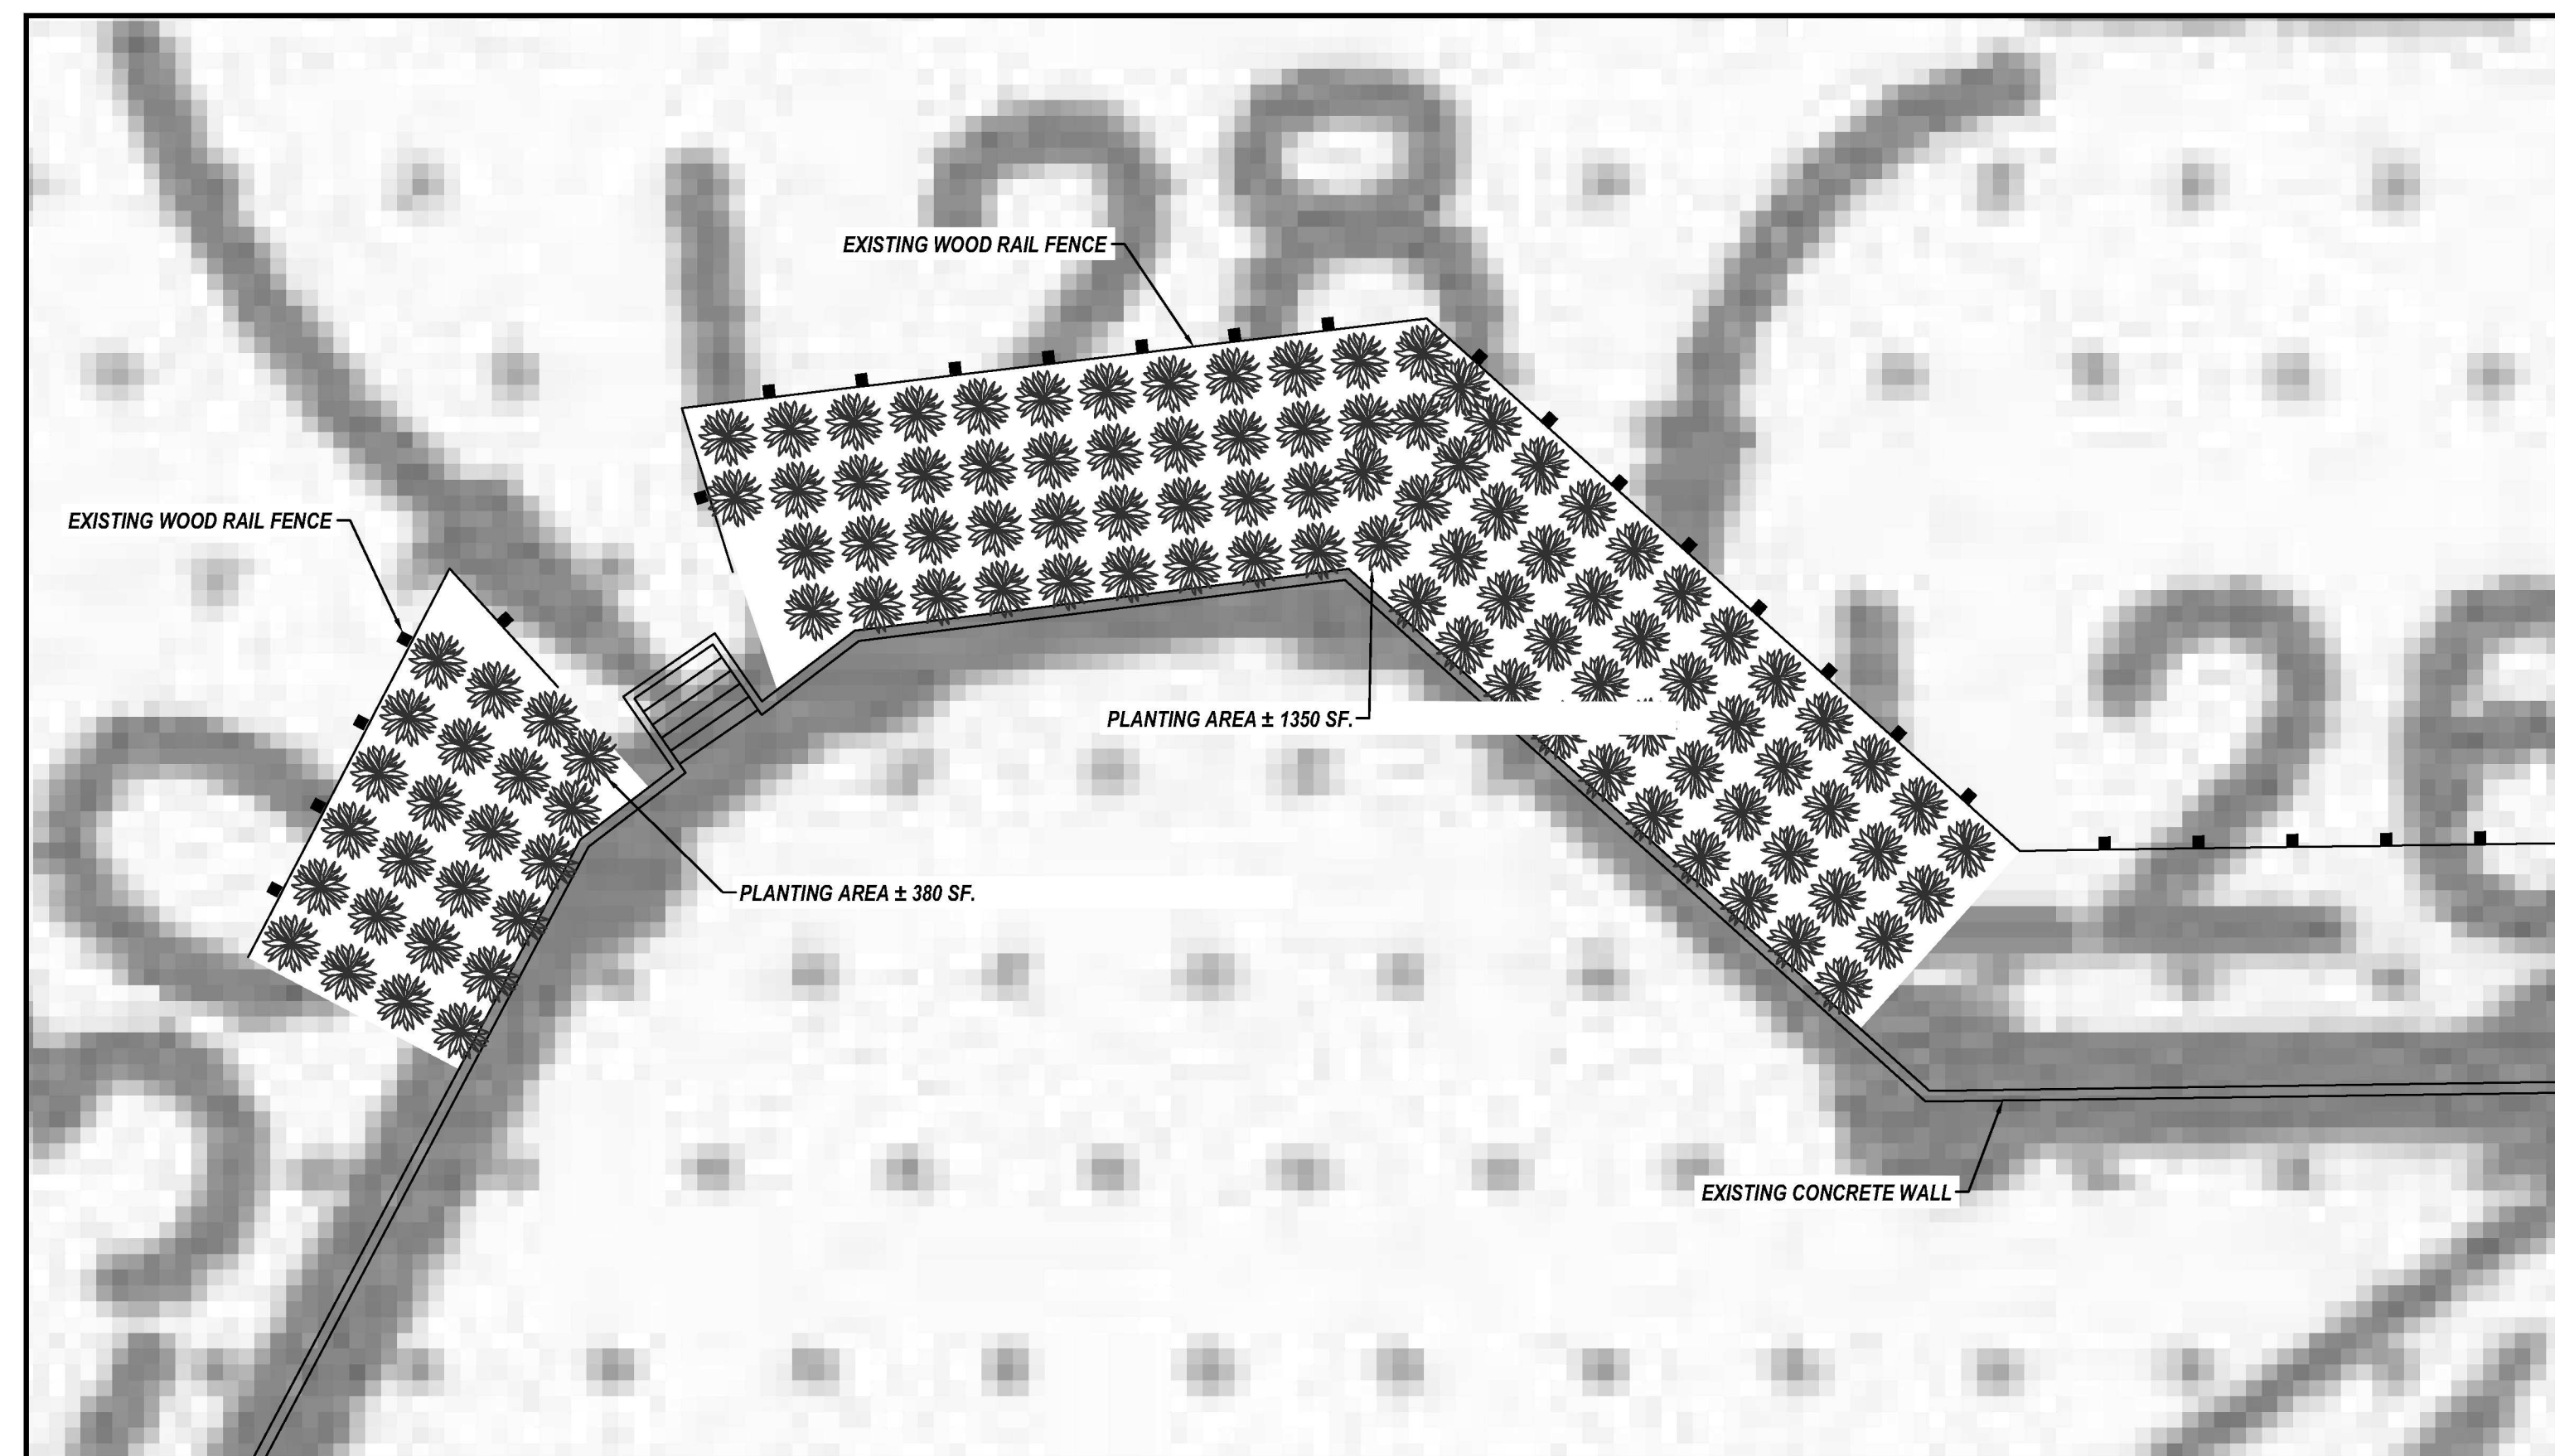 EXISTING WOOD RAIL FENCE
EXISTING WOOD RAIL FENCE
PLANTING AREA ± 1350 SF.
PLANTING AREA ± 380 SF.
EXISTING CONCRETE WALL